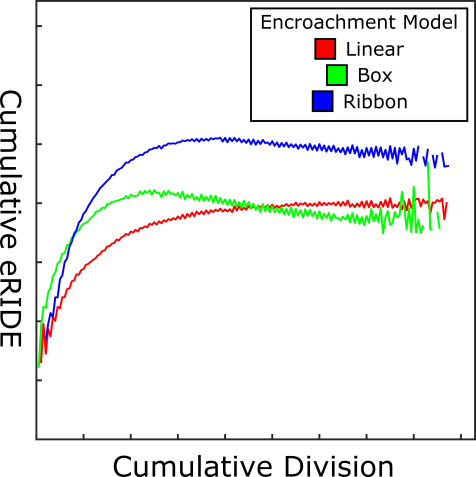 Encroachment Model
Linear
Box
Ribbon
Cumulative eRIDE
Cumulative Division